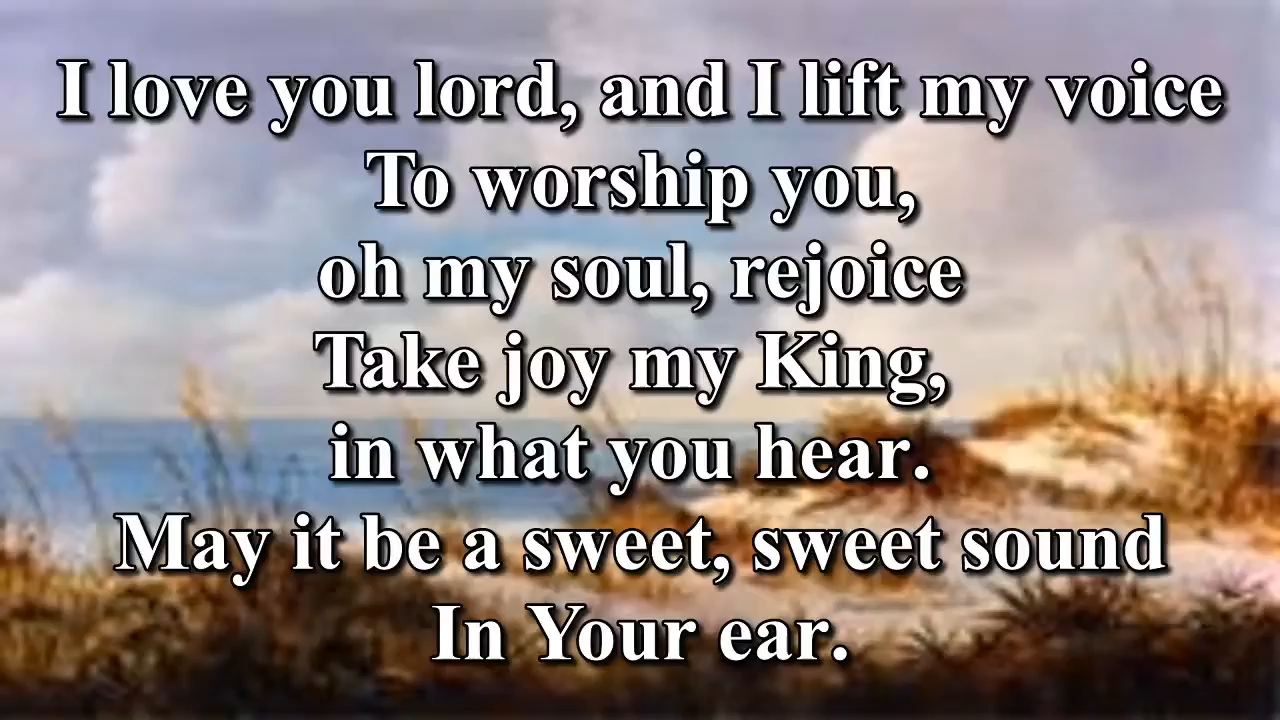 I love you lord, and I lift my voice
To worship you,
oh my soul, rejoice
Take joy my King,
in what you hear.
May it be a sweet, sweet sound
In Your ear.